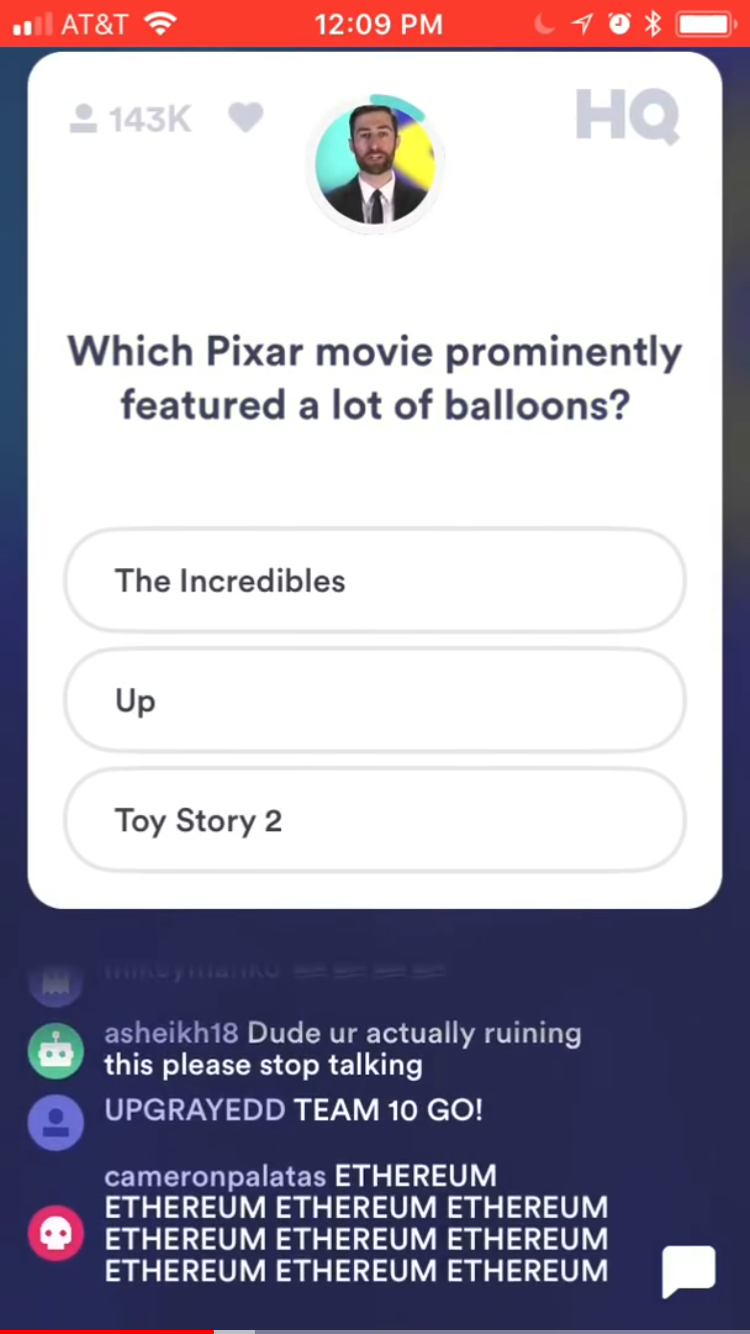 AT&T 12:09 PM
143K HQ
Which Pixar movie prominently
featured a lot of balloons?
The Incredibles
Up
Toy Story 2
asheikh18 Dude ur actually ruining
this please stop talking
UPGRAYEDD TEAM 10 GO!
cameronpalatas ETHEREUM
ETHEREUM ETHEREUM ETHEREUM
ETHEREUM ETHEREUM ETHEREUM
ETHEREUM ETHEREUM ETHEREUM